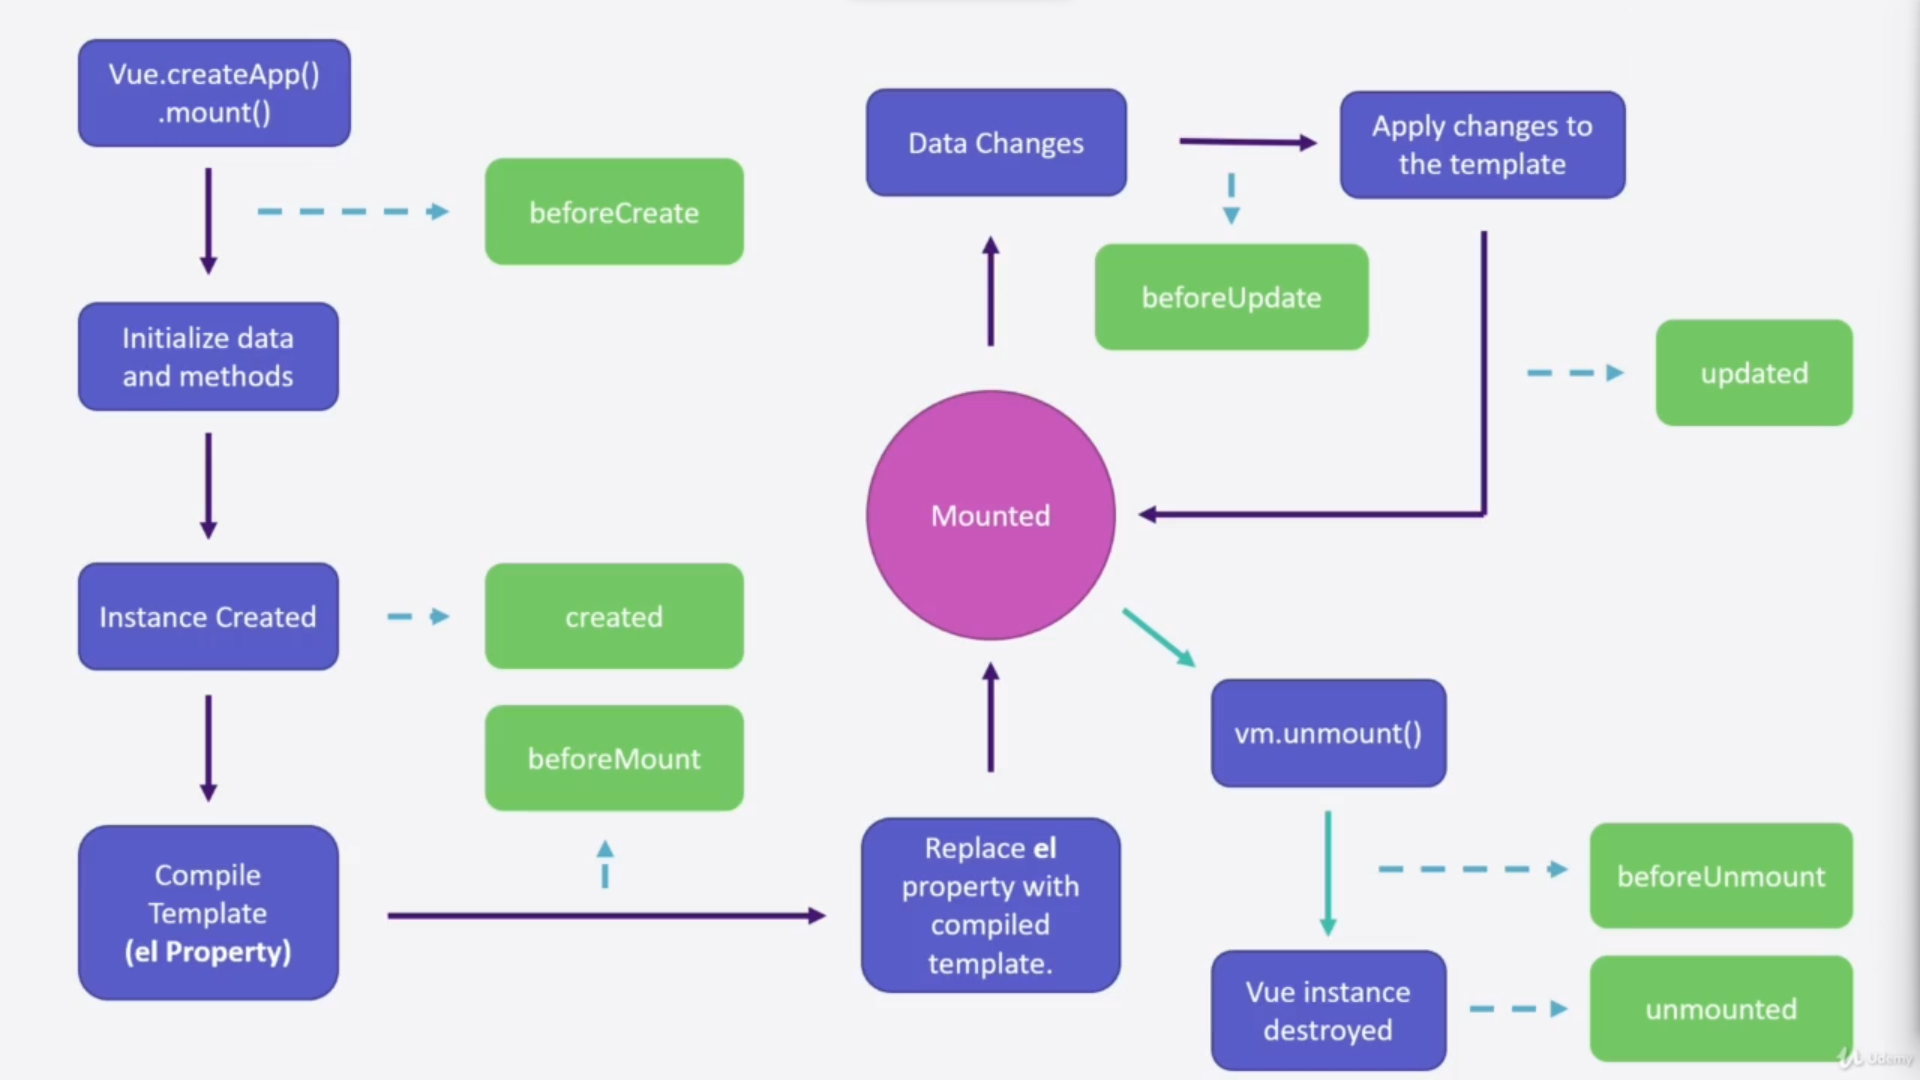 Vue.createApp()
.mount()
beforeCreate
Initialize data
and methods
Instance Created
created
beforeMount
Compile
Template
(el Property)
Data Changes
Apply changes to
the template
beforeUpdate
updated
Mounted
Replace el
property with
compiled
template.
vm.unmount()
beforeUnmount
Vue instance
destroyed
unmounted
Udemy